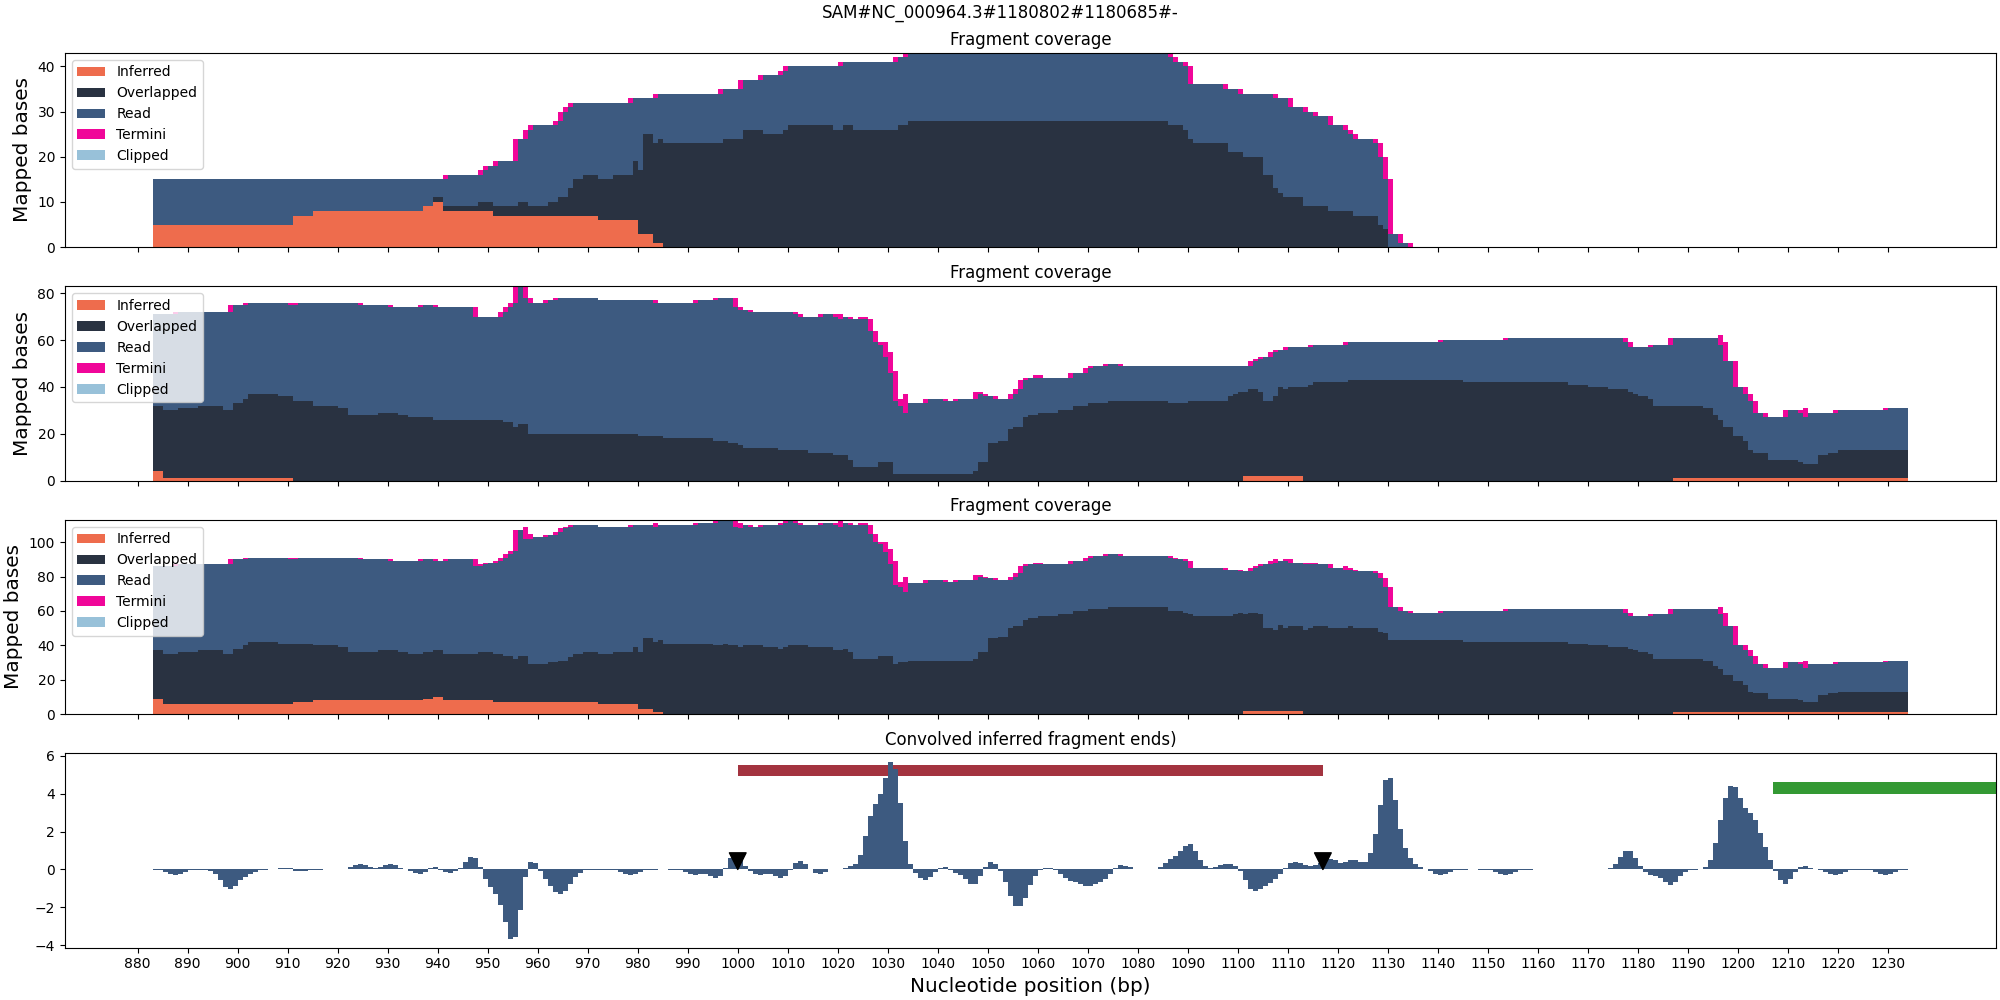 SAM#NC_000964.3#1180802#1180685#-
Fragment coverage
Mapped bases
40
30
20
10
0
Inferred
Overlapped
Read
Termini
Clipped
Fragment coverage
Mapped bases
80
60
40
20
0
Inferred
Overlapped
Read
Termini
Clipped
Fragment coverage
Mapped bases
100
80
60
40
20
0
Inferred
Overlapped
Read
Termini
Clipped
Convolved inferred fragment ends)
6
4
2
0
−2
−4
880 890 900 910 920 930 940 950 960 970 980 990 1000 1010 1020 1030 1040 1050 1060 1070 1080 1090 1100 1110 1120 1130 1140 1150 1160 1170 1180 1190 1200 1210 1220 1230
Nucleotide position (bp)